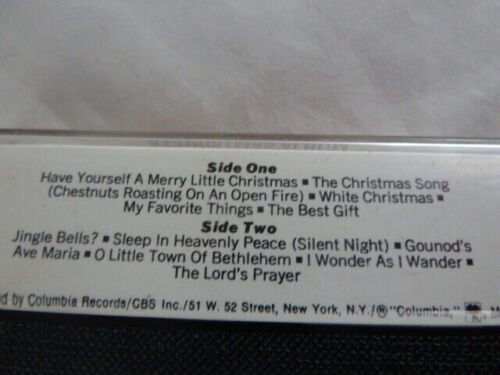 A CHRISTMAS ALBUM
Side One
Have Yourself A Merry Little Christmas ▪ The Christmas Song
(Chestnuts Roasting On An Open Fire) ▪ White Christmas ▪
My Favorite Things ▪ The Best Gift
Side Two
Jingle Bells? ▪ Sleep In Heavenly Peace (Silent Night) ▪ Gounod's
Ave Maria ▪ O Little Town Of Bethlehem ▪ I Wonder As I Wander ▪
The Lord's Prayer
ed by Columbia Records/CBS Inc./51 W. 52 Street, New York, N.Y./® "Columbia," M